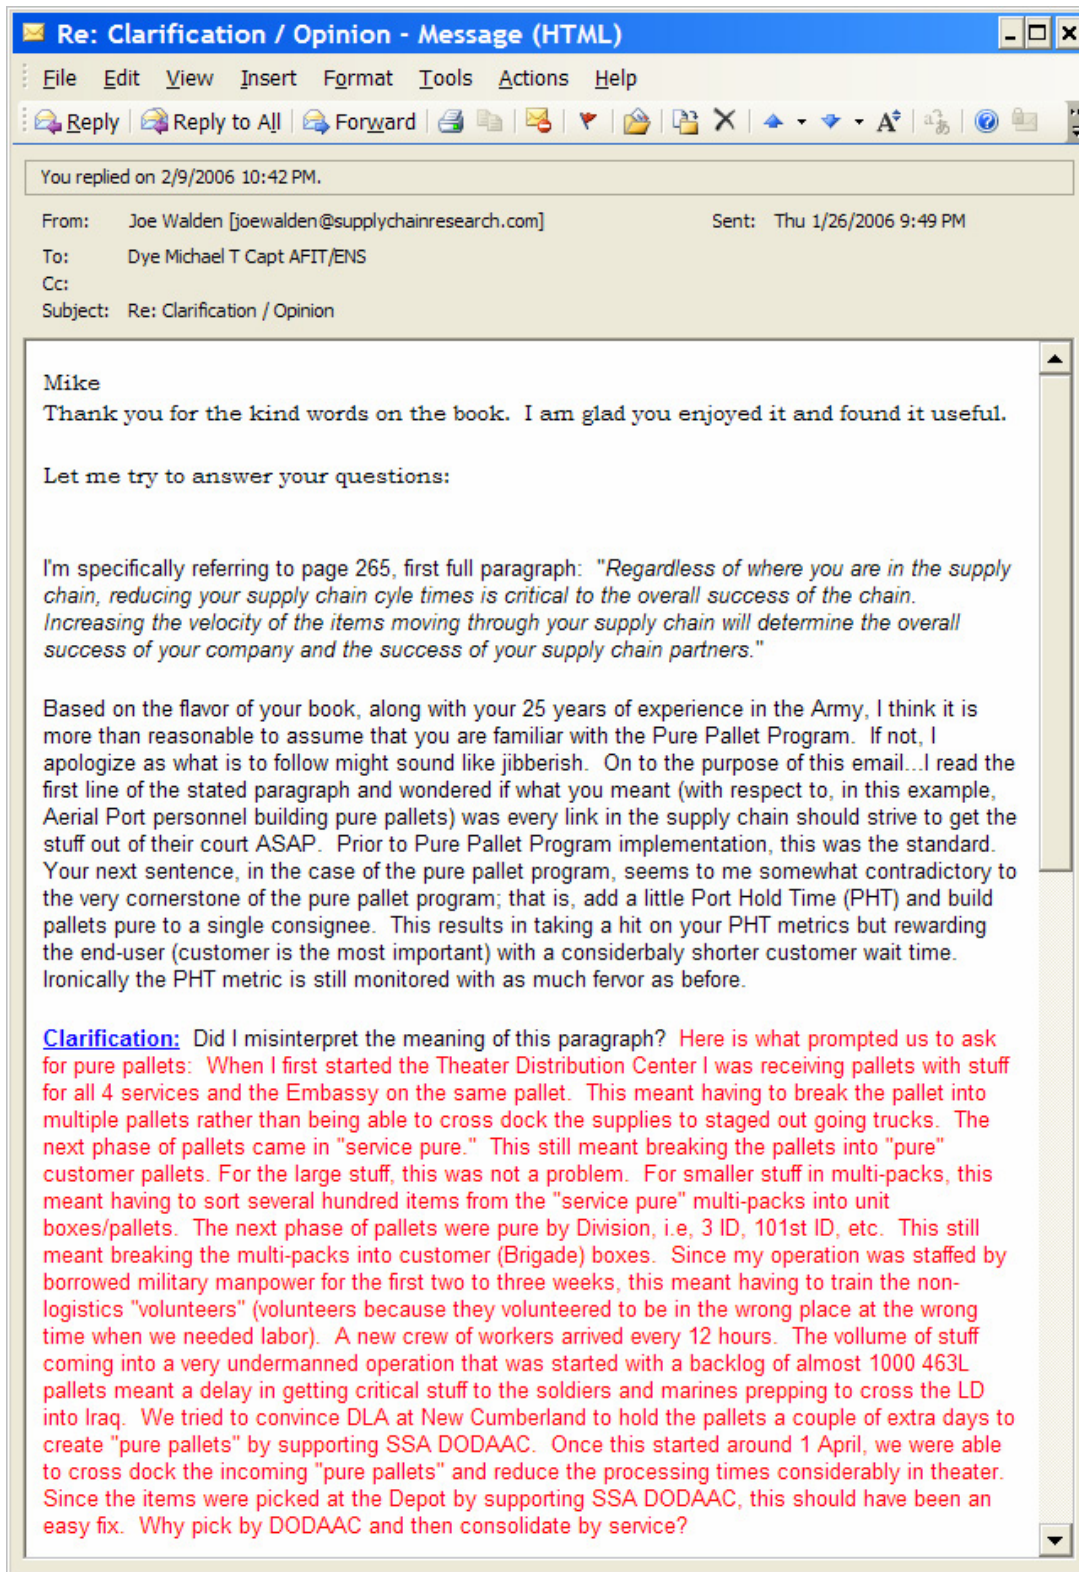 Re: Clarification / Opinion - Message (HTML)
File Edit View Insert Format Tools Actions Help
Reply Reply to All Forward
You replied on 2/9/2006 10:42 PM.
From: Joe Walden [joewalden@supplychainresearch.com] Sent: Thu 1/26/2006 9:49 PM
To: Dye Michael T Capt AFIT/ENS
Cc:
Subject: Re: Clarification / Opinion
Mike
Thank you for the kind words on the book. I am glad you enjoyed it and found it useful.
Let me try to answer your questions:
I'm specifically referring to page 265, first full paragraph: "Regardless of where you are in the supply
chain, reducing your supply chain cyle times is critical to the overall success of the chain.
Increasing the velocity of the items moving through your supply chain will determine the overall
success of your company and the success of your supply chain partners."
Based on the flavor of your book, along with your 25 years of experience in the Army, I think it is
more than reasonable to assume that you are familiar with the Pure Pallet Program. If not, I
apologize as what is to follow might sound like jibberish. On to the purpose of this email...I read the
first line of the stated paragraph and wondered if what you meant (with respect to, in this example,
Aerial Port personnel building pure pallets) was every link in the supply chain should strive to get the
stuff out of their court ASAP. Prior to Pure Pallet Program implementation, this was the standard.
Your next sentence, in the case of the pure pallet program, seems to me somewhat contradictory to
the very cornerstone of the pure pallet program; that is, add a little Port Hold Time (PHT) and build
pallets pure to a single consignee. This results in taking a hit on your PHT metrics but rewarding
the end-user (customer is the most important) with a considerbaly shorter customer wait time.
Ironically the PHT metric is still monitored with as much fervor as before.
Clarification: Did I misinterpret the meaning of this paragraph? Here is what prompted us to ask
for pure pallets: When I first started the Theater Distribution Center I was receiving pallets with stuff
for all 4 services and the Embassy on the same pallet. This meant having to break the pallet into
multiple pallets rather than being able to cross dock the supplies to staged out going trucks. The
next phase of pallets came in "service pure." This still meant breaking the pallets into "pure"
customer pallets. For the large stuff, this was not a problem. For smaller stuff in multi-packs, this
meant having to sort several hundred items from the "service pure" multi-packs into unit
boxes/pallets. The next phase of pallets were pure by Division, i.e, 3 ID, 101st ID, etc. This still
meant breaking the multi-packs into customer (Brigade) boxes. Since my operation was staffed by
borrowed military manpower for the first two to three weeks, this meant having to train the non-
logistics "volunteers" (volunteers because they volunteered to be in the wrong place at the wrong
time when we needed labor). A new crew of workers arrived every 12 hours. The vollume of stuff
coming into a very undermanned operation that was started with a backlog of almost 1000 463L
pallets meant a delay in getting critical stuff to the soldiers and marines prepping to cross the LD
into Iraq. We tried to convince DLA at New Cumberland to hold the pallets a couple of extra days to
create "pure pallets" by supporting SSA DODAAC. Once this started around 1 April, we were able
to cross dock the incoming "pure pallets" and reduce the processing times considerably in theater.
Since the items were picked at the Depot by supporting SSA DODAAC, this should have been an
easy fix. Why pick by DODAAC and then consolidate by service?